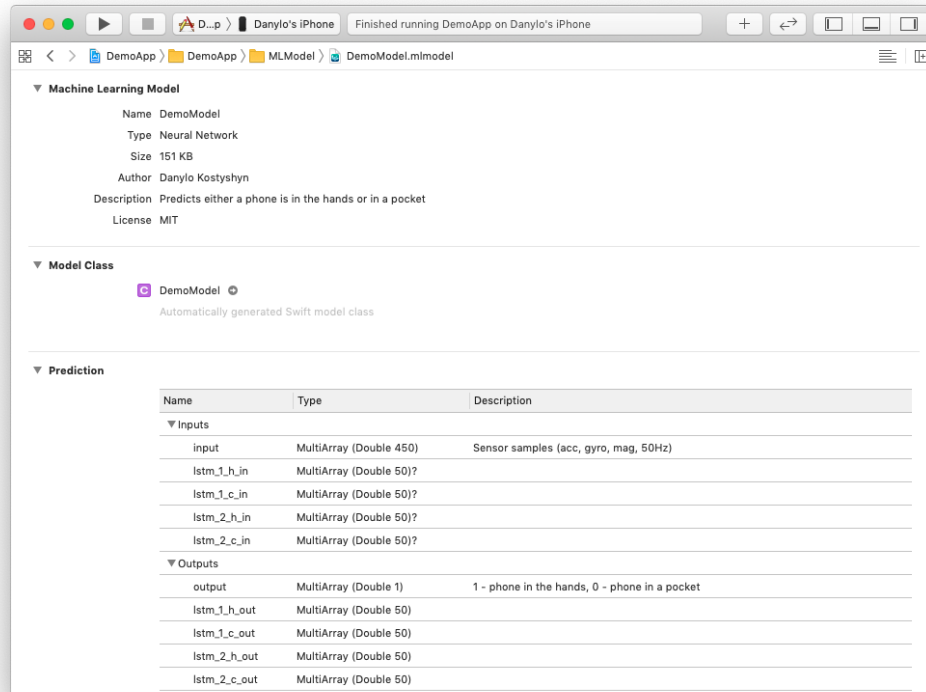 D...p Danylo's iPhone Finished running DemoApp on Danylo's iPhone
DemoApp DemoApp MLModel DemoModel.mlmodel
Machine Learning Model
Name DemoModel
Type Neural Network
Size 151 KB
Author Danylo Kostyshyn
Description Predicts either a phone is in the hands or in a pocket
License MIT
Model Class
C DemoModel
Automatically generated Swift model class
Prediction
Name Type Description
Inputs
input MultiArray (Double 450) Sensor samples (acc, gyro, mag, 50Hz)
lstm_1_h_in MultiArray (Double 50)?
lstm_1_c_in MultiArray (Double 50)?
lstm_2_h_in MultiArray (Double 50)?
lstm_2_c_in MultiArray (Double 50)?
Outputs
output MultiArray (Double 1) 1 - phone in the hands, 0 - phone in a pocket
lstm_1_h_out MultiArray (Double 50)
lstm_1_c_out MultiArray (Double 50)
lstm_2_h_out MultiArray (Double 50)
lstm_2_c_out MultiArray (Double 50)